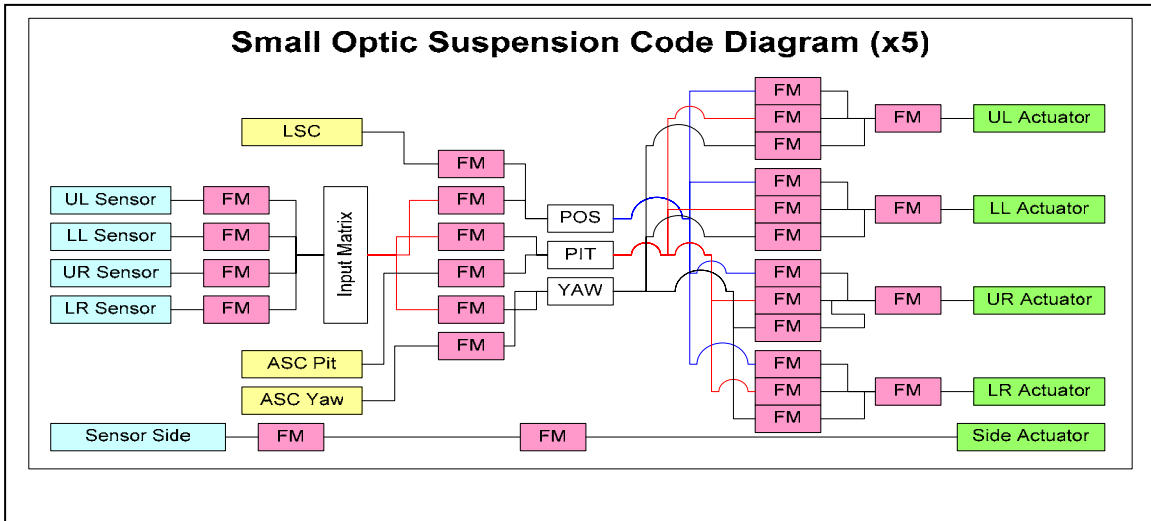 Small Optic Suspension Code Diagram (x5)
FM
FM
FM
FM
UL Actuator
LSC
FM
FM
FM
FM
FM
LL Actuator
UL Sensor
FM
FM
POS
LL Sensor
FM
Input Matrix
FM
PIT
UR Sensor
FM
FM
YAW
FM
FM
FM
FM
UR Actuator
LR Sensor
FM
FM
FM
ASC Pit
ASC Yaw
FM
FM
FM
FM
LR Actuator
Sensor Side
FM
FM
Side Actuator